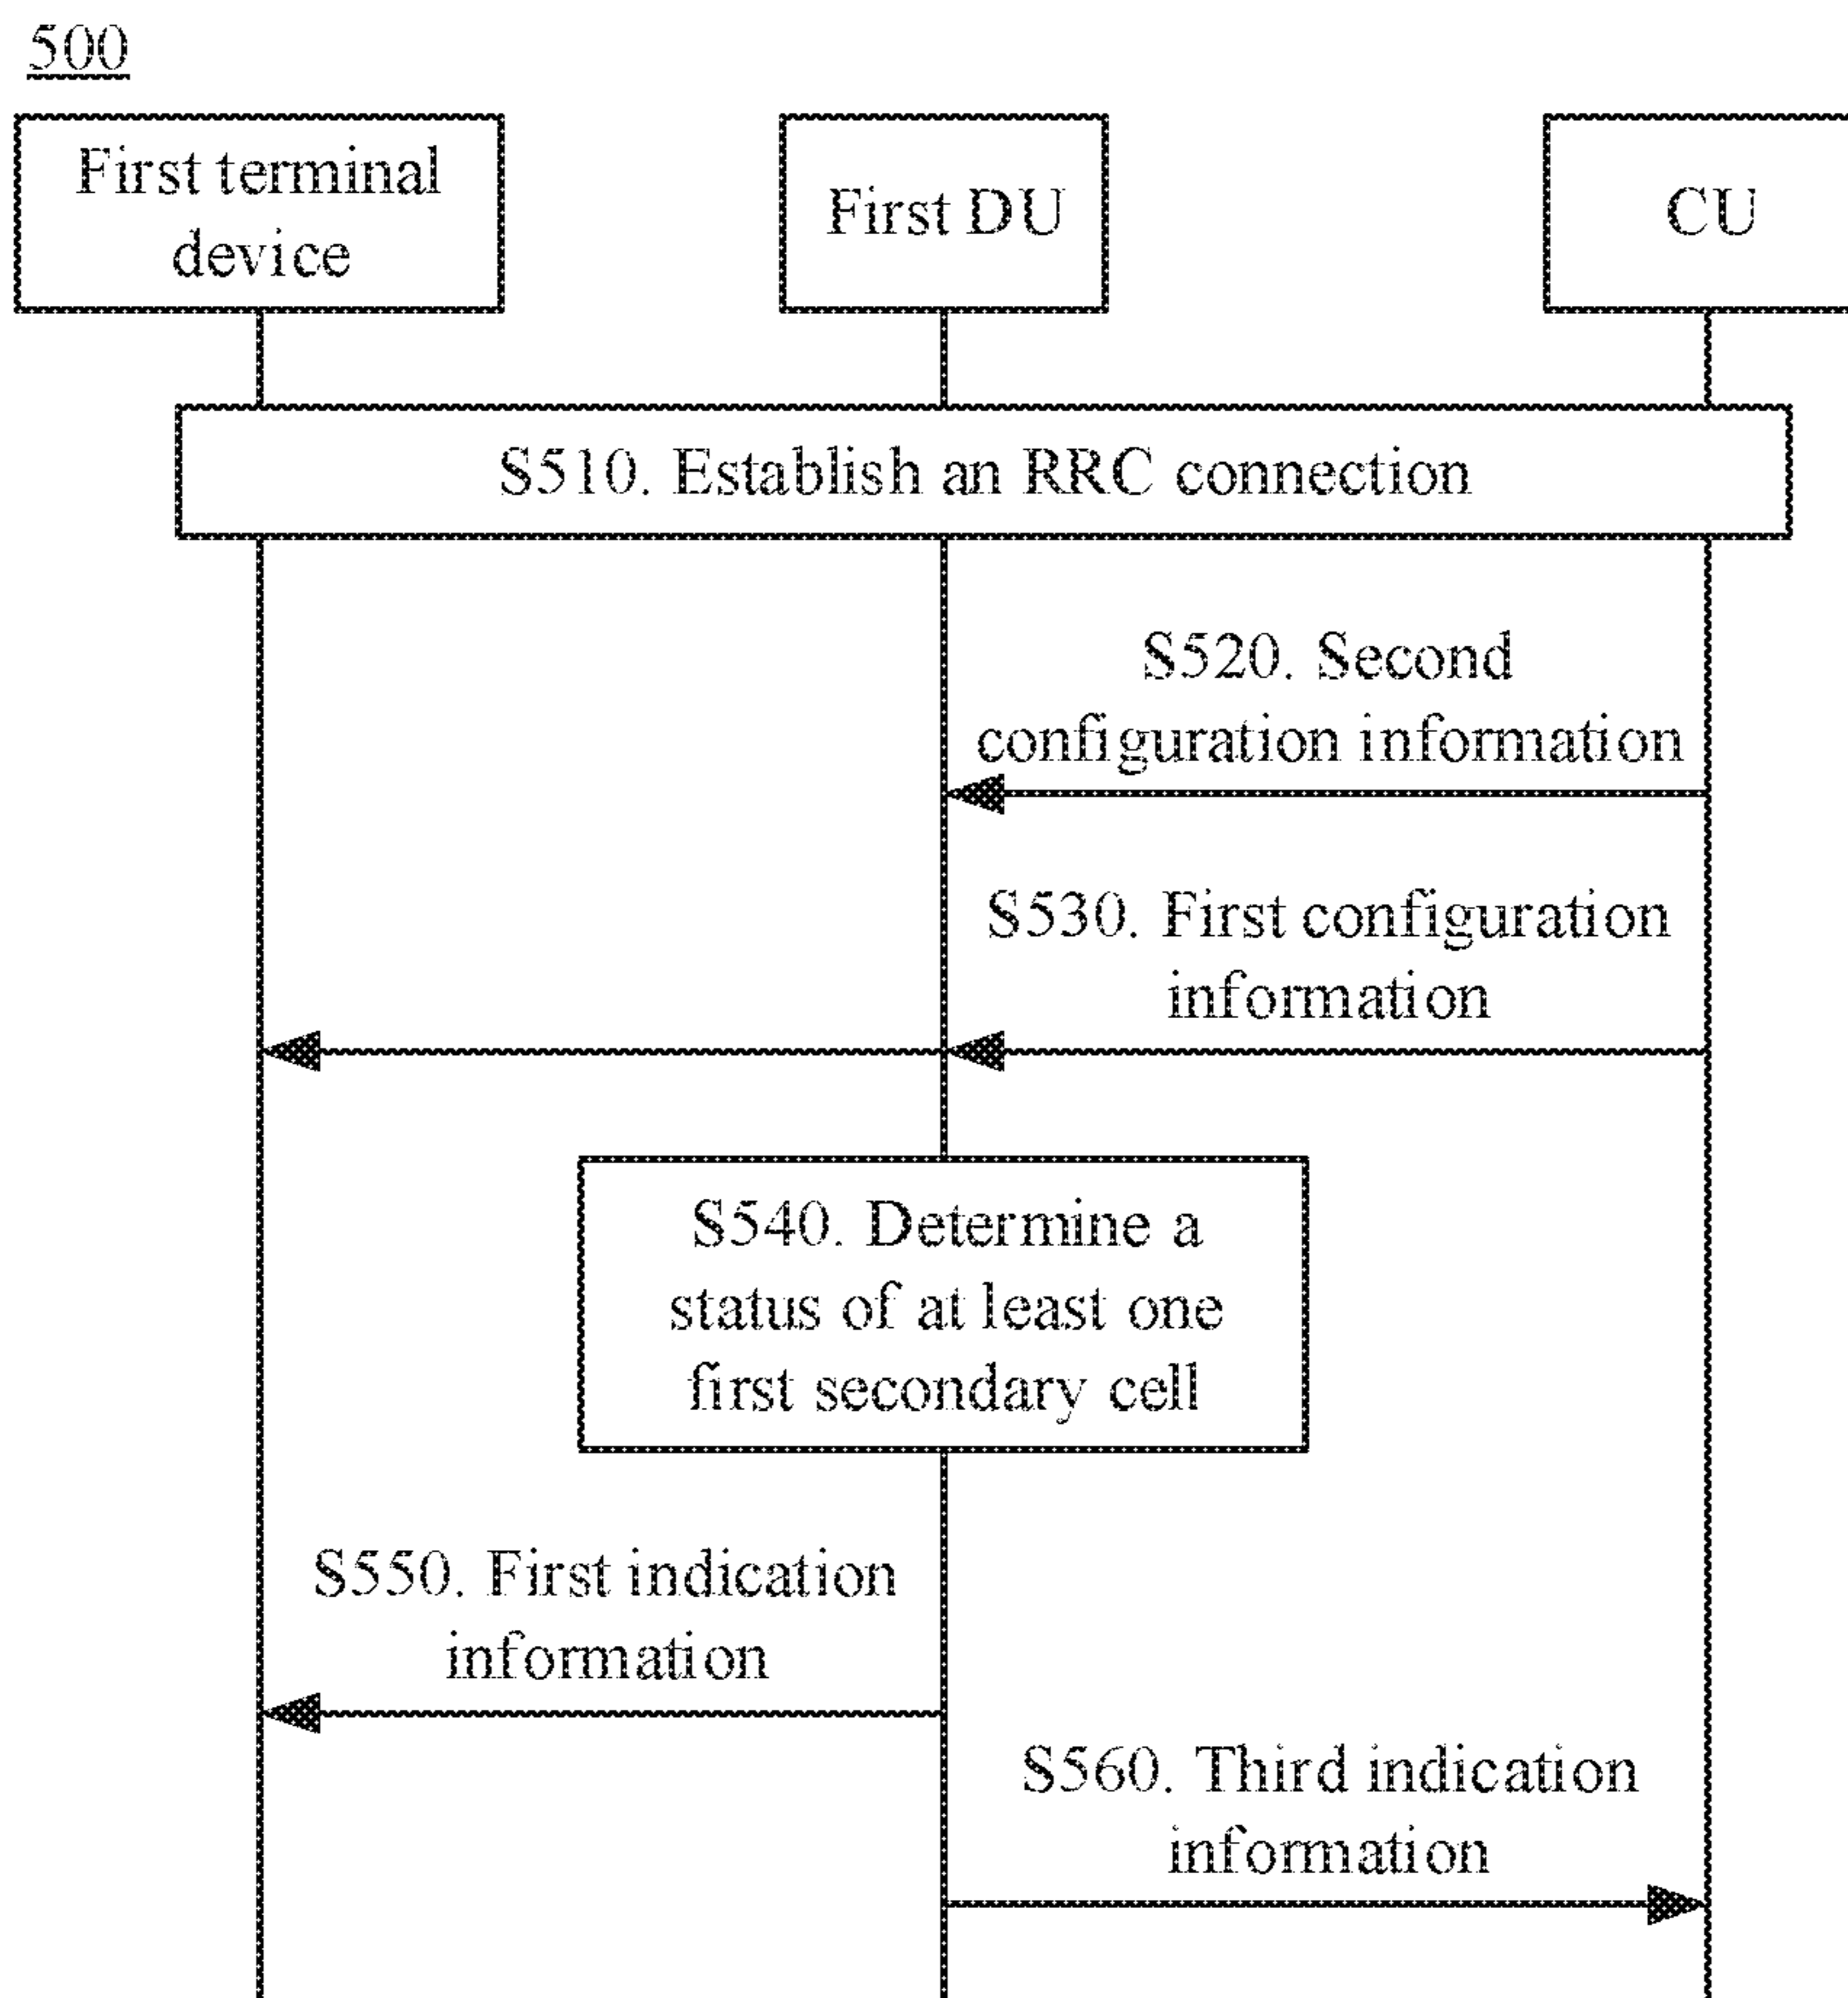 500
First terminal
device
First DU
CU
S510. Establish an RRC connection
S520. Second
configuration information
S530. First configuration
information
S540. Determine a
status of at least one
first secondary cell
S550. First indication
information
S560. Third indication
information